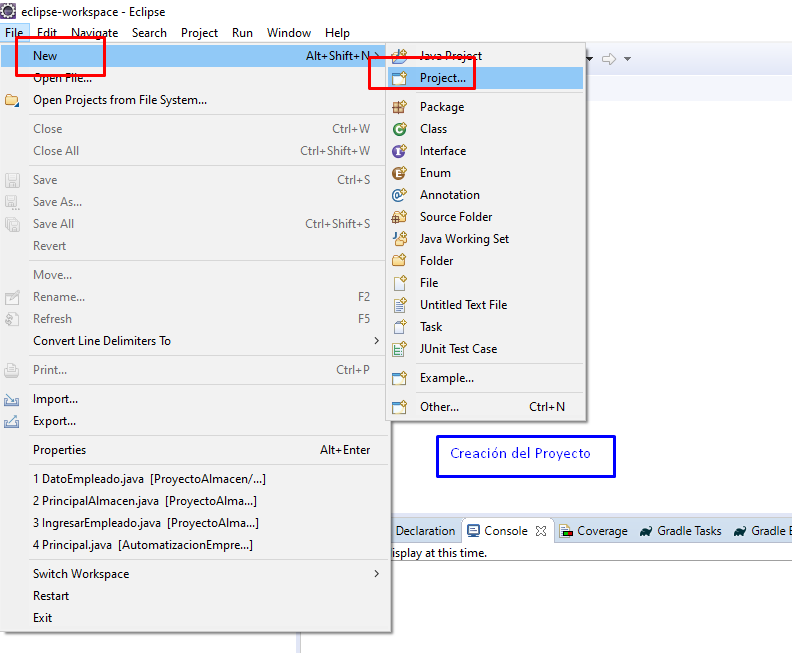 eclipse-workspace - Eclipse
File Edit Navigate Search Project Run Window Help
New Alt+Shift+N
Open File...
Open Projects from File System...
Close Ctrl+W
Close All Ctrl+Shift+W
Save Ctrl+S
Save As...
Save All Ctrl+Shift+S
Revert
Move...
Rename... F2
Refresh F5
Convert Line Delimiters To
Print... Ctrl+P
Import...
Export...
Properties Alt+Enter
1 DatoEmpleado.java [ProyectoAlmacen/...]
2 PrincipalAlmacen.java [ProyectoAlma...]
3 IngresarEmpleado.java [ProyectoAlma...]
4 Principal.java [AutomatizacionEmpre...]
Switch Workspace
Restart
Exit
Java Project
Project...
Package
Class
Interface
Enum
Annotation
Source Folder
Java Working Set
Folder
File
Untitled Text File
Task
JUnit Test Case
Example...
Other... Ctrl+N
Creación del Proyecto
Declaration Console Coverage Gradle Tasks Gradle E
isplay at this time.